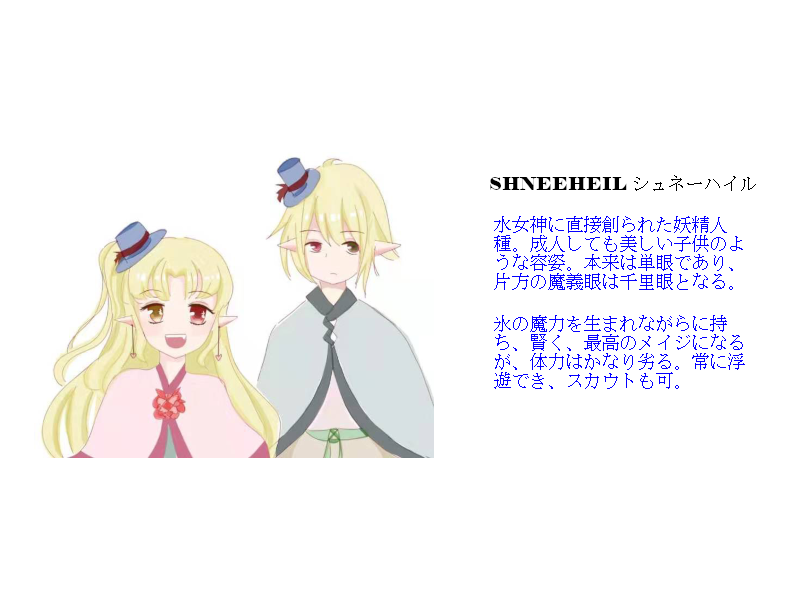 SHNEEHEIL シュネーハイル
水女神に直接創られた妖精人
種。成人しても美しい子供のよ
うな容姿。本来は単眼であり、
片方の魔義眼は千里眼となる。
氷の魔力を生まれながらに持
ち、賢く、最高のメイジになる
が、体力はかなり劣る。常に浮
遊でき、スカウトも可。